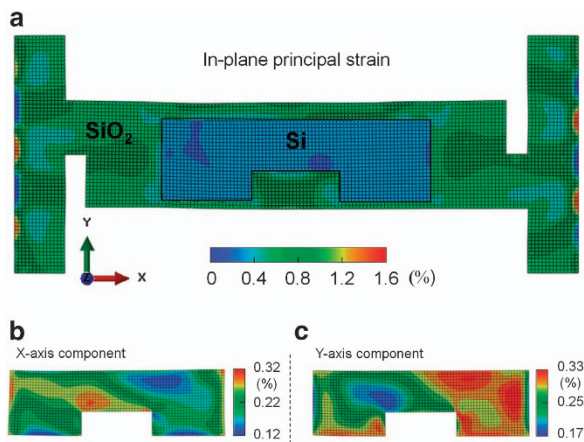 a
In-plane principal strain
SiO2
Si
Y
Z
X
0 0.4 0.8 1.2 1.6 (%)
b
X-axis component
0.32
(%)
0.22
0.12
c
Y-axis component
0.33
(%)
0.25
0.17